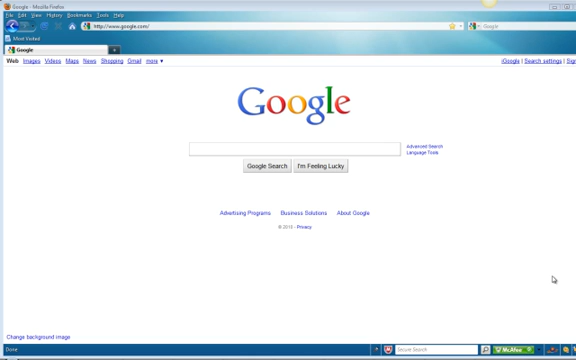 Google - Mozilla Firefox
File Edit View History Bookmarks Tools Help
http://www.google.com/
Google
Most Visited
Google
Web Images Videos Maps News Shopping Gmail more ▼
iGoogle | Search settings | Sign
Google
Advanced Search
Language Tools
Google Search
I'm Feeling Lucky
Advertising Programs
Business Solutions
About Google
Privacy
Change background image
Done
Secure Search
McAfee